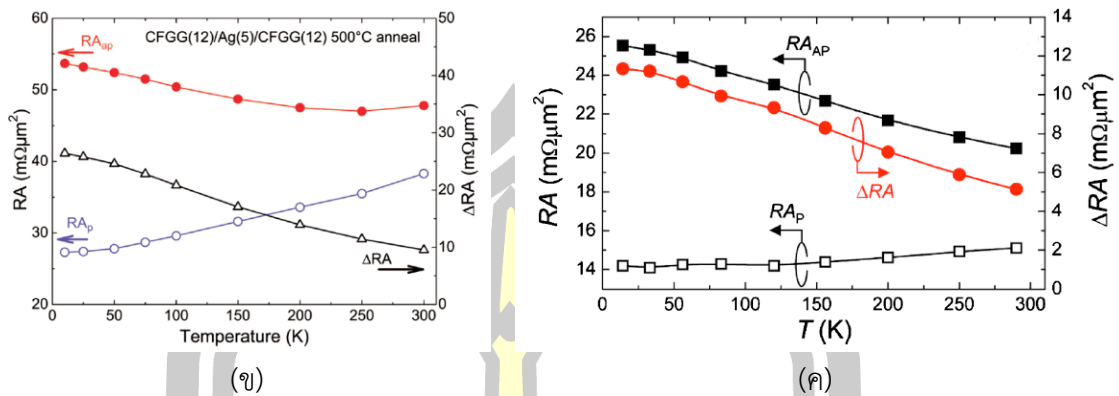 CFGG(12)/Ag(5)/CFGG(12) 500°C anneal
RA (mΩμm²)
60
50
40
30
20
RAap
RAp
ΔRA
50
40
30
20
10
0
ΔRA (mΩμm²)
0 50 100 150 200 250 300
Temperature (K)
(ข)
RA (mΩμm²)
26
24
22
20
18
16
14
RA_AP
ΔRA
RA_P
14
12
10
8
6
4
2
0
ΔRA (mΩμm²)
0 50 100 150 200 250 300
T (K)
(ค)